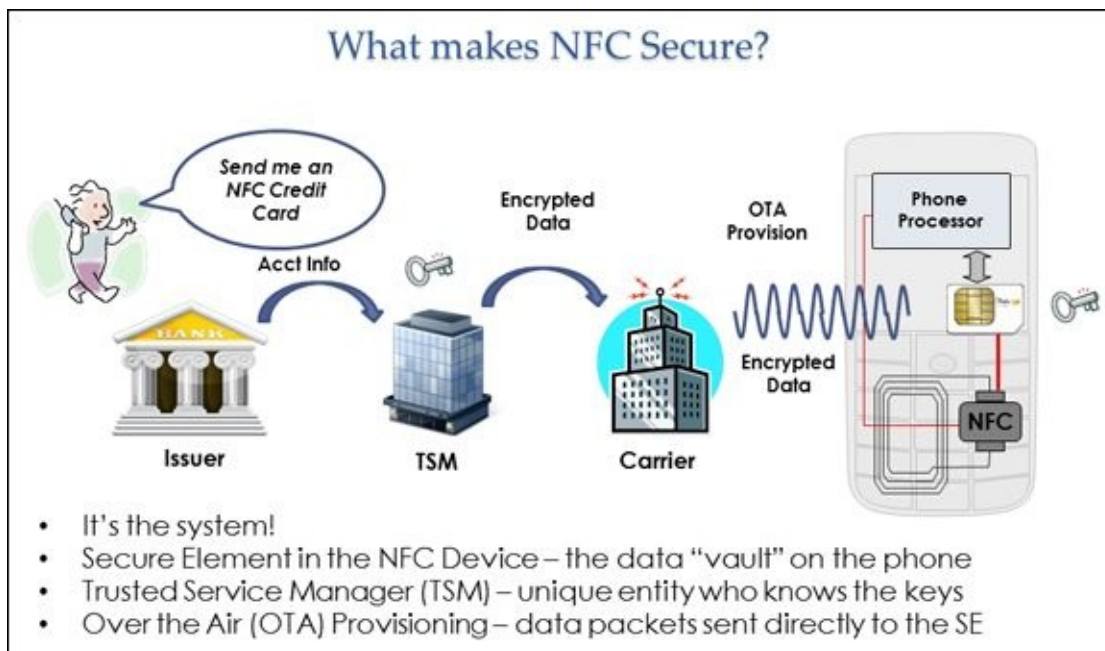 What makes NFC Secure?
Send me an
NFC Credit
Card
Acct Info
Encrypted
Data
OTA
Provision
Phone
Processor
BANK
Encrypted
Data
NFC
Issuer
TSM
Carrier
• It's the system!
• Secure Element in the NFC Device – the data “vault” on the phone
• Trusted Service Manager (TSM) – unique entity who knows the keys
• Over the Air (OTA) Provisioning – data packets sent directly to the SE